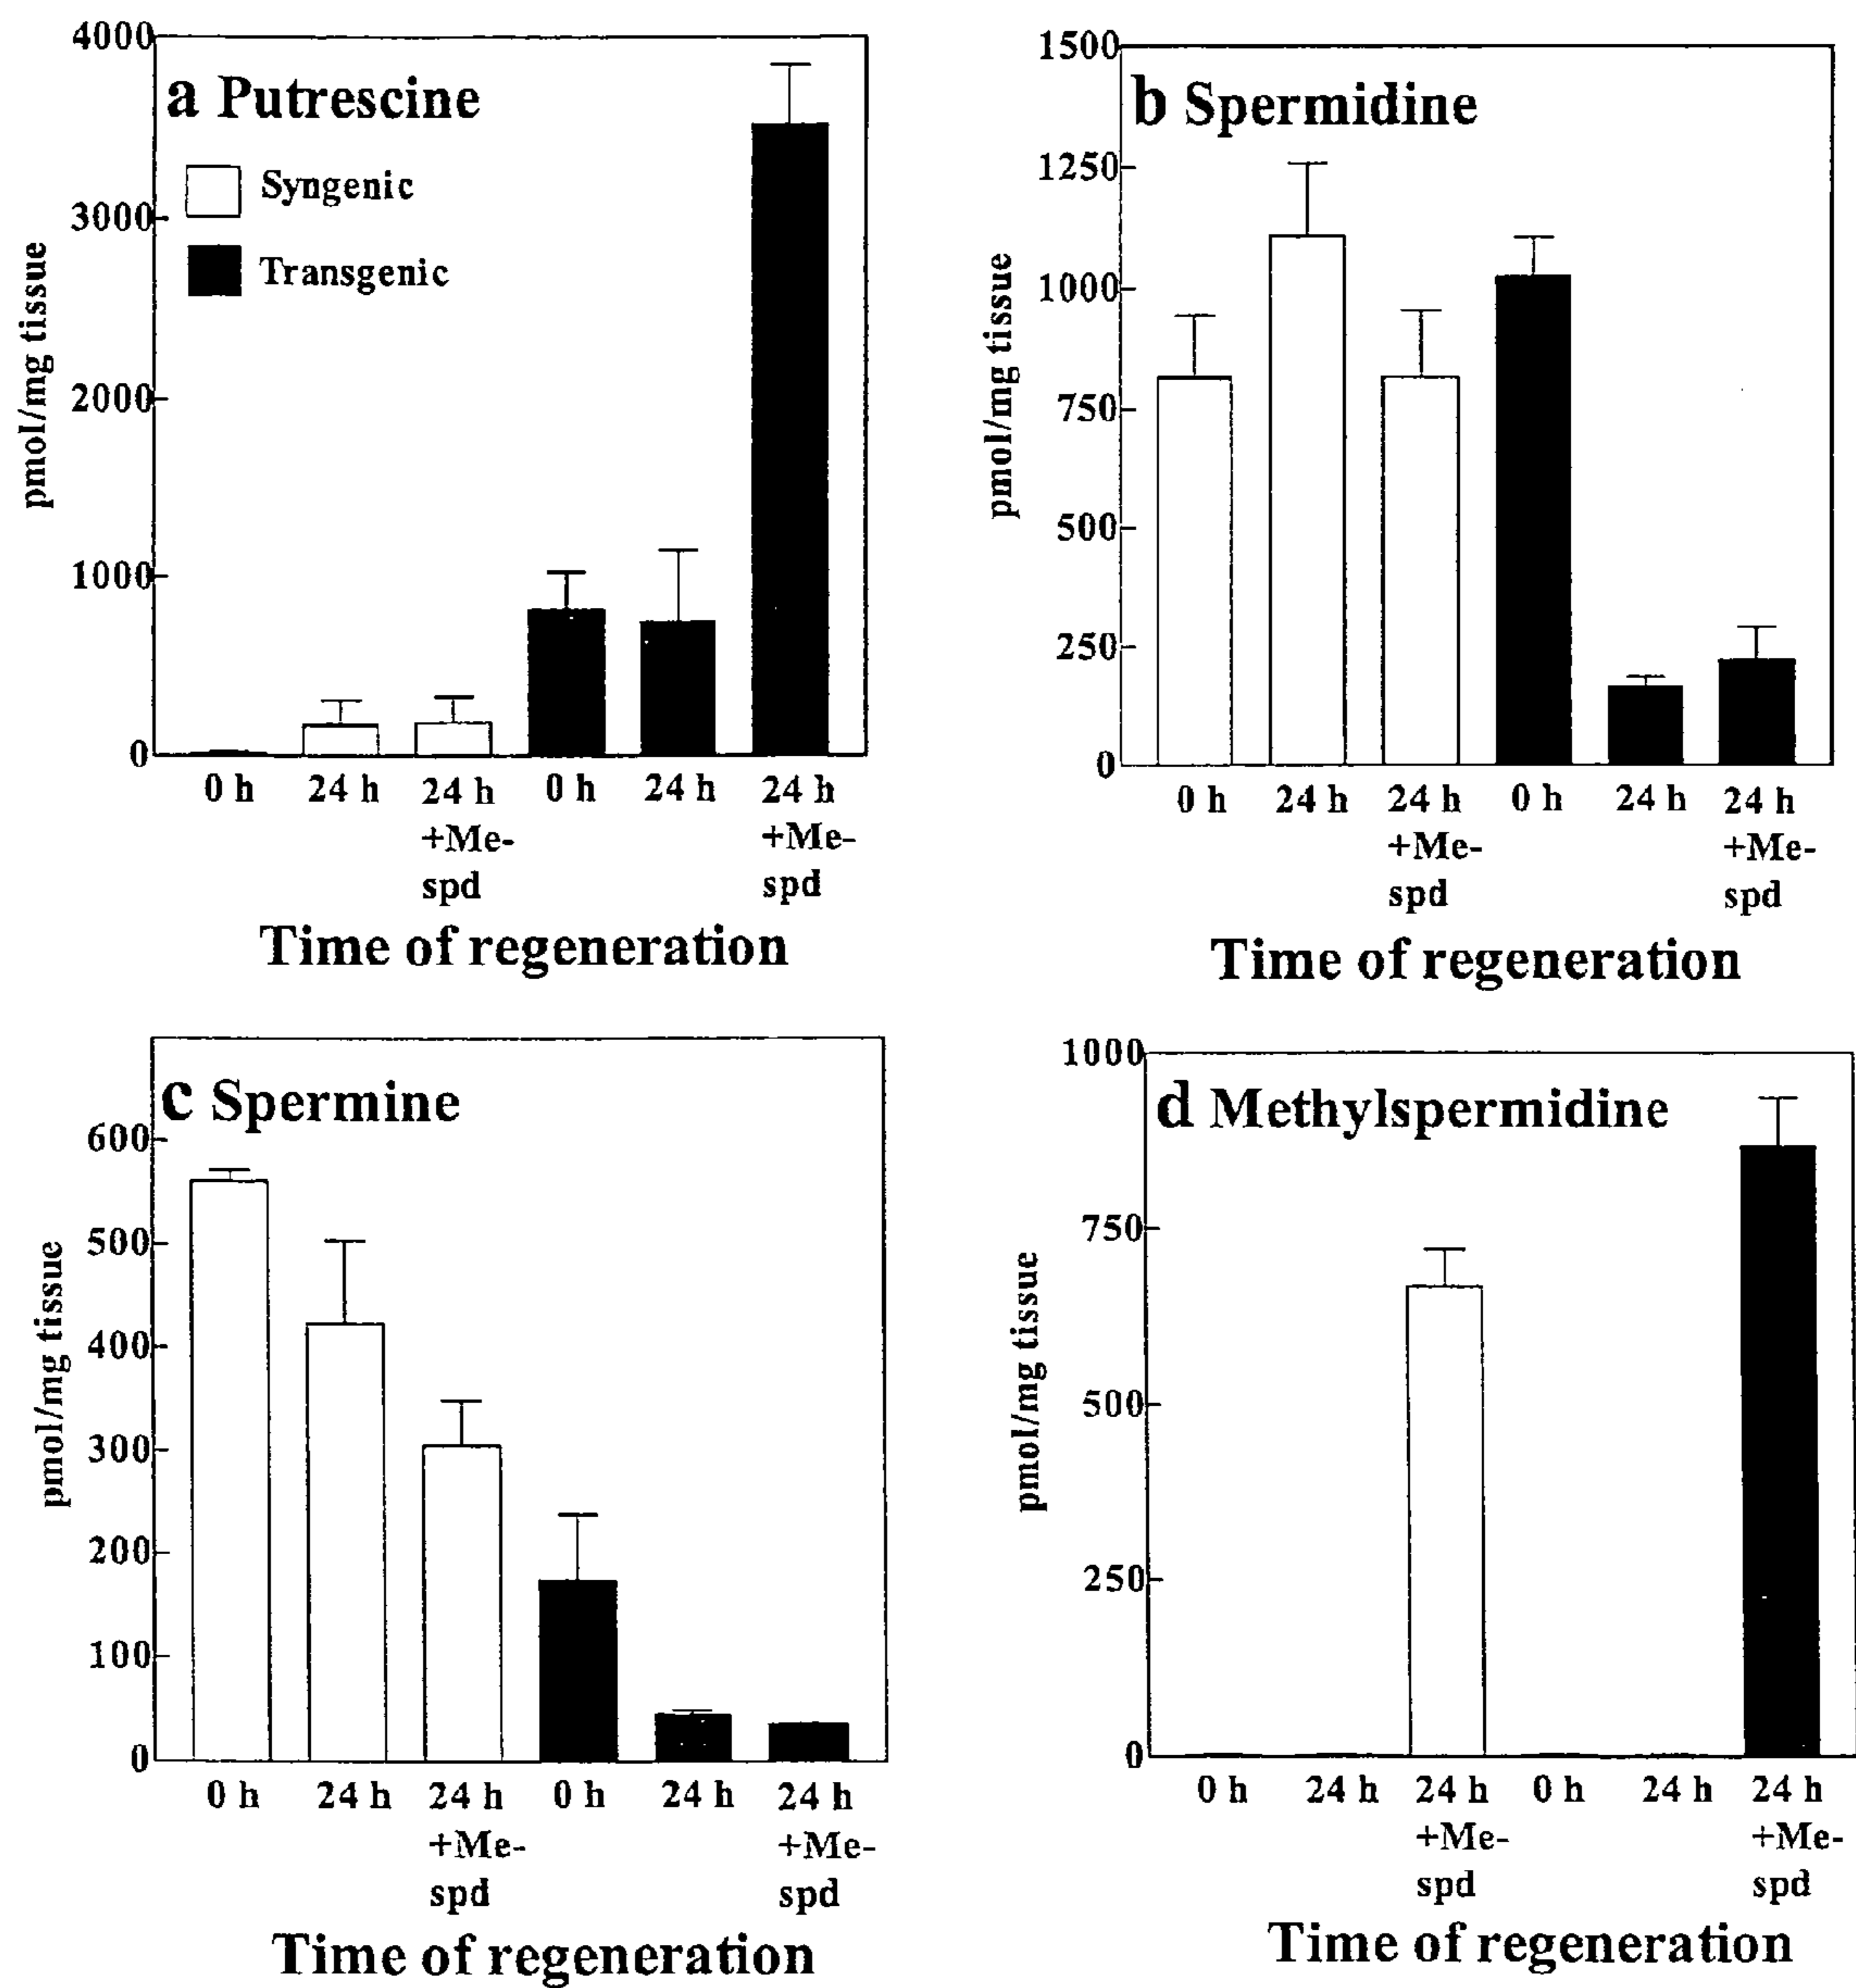 a Putrescine
Syngenic
Transgenic
pmol/mg tissue
4000
3000
2000
1000
0
0 h 24 h 24 h 0 h 24 h 24 h
+Me- +Me-
spd spd
Time of regeneration
b Spermidine
pmol/mg tissue
1500
1250
1000
750
500
250
0
0 h 24 h 24 h 0 h 24 h 24 h
+Me- +Me-
spd spd
Time of regeneration
c Spermine
pmol/mg tissue
600
500
400
300
200
100
0
0 h 24 h 24 h 0 h 24 h 24 h
+Me- +Me-
spd spd
Time of regeneration
d Methylspermidine
pmol/mg tissue
1000
750
500
250
0
0 h 24 h 24 h 0 h 24 h 24 h
+Me- +Me-
spd spd
Time of regeneration